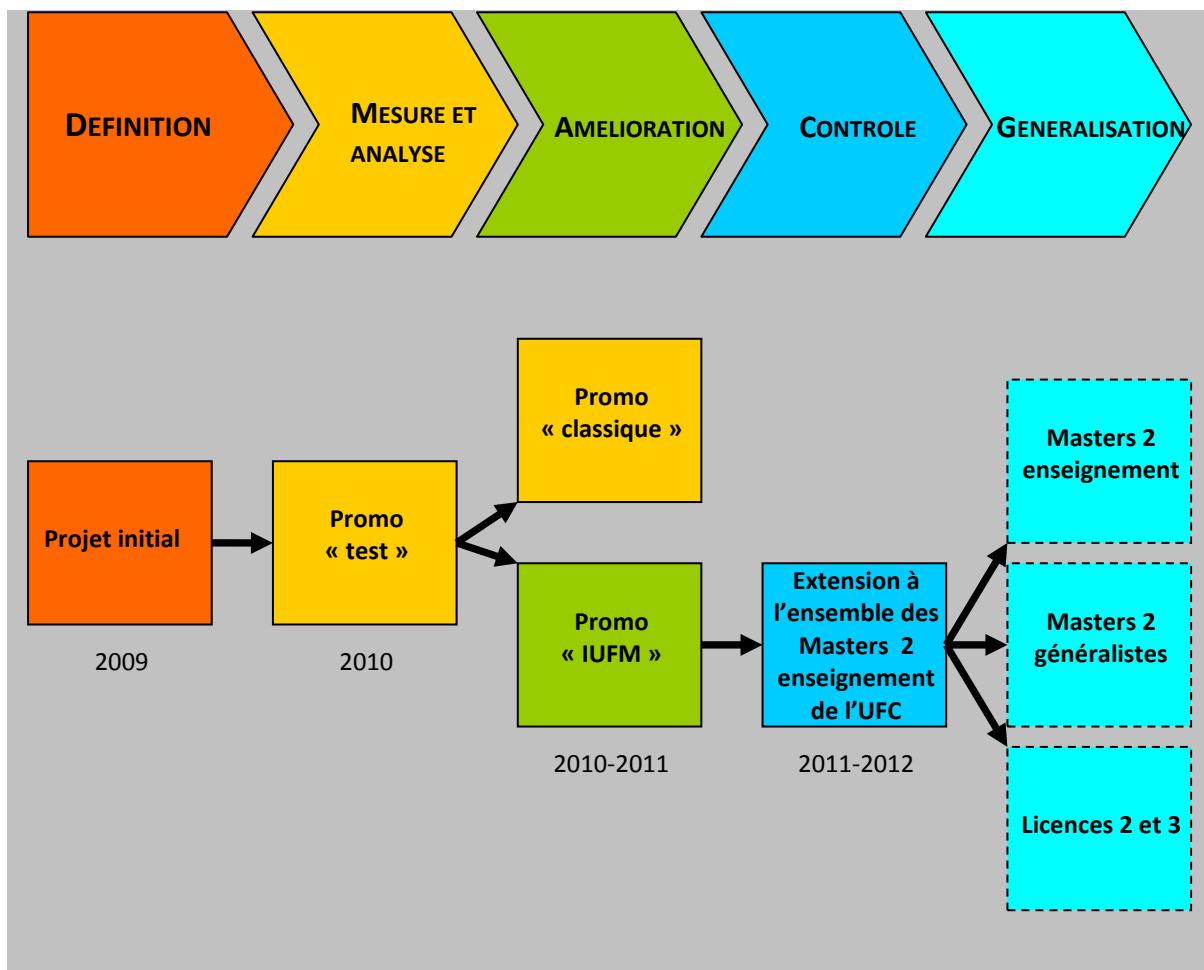 DEFINITION
MESURE ET
ANALYSE
AMELIORATION
CONTROLE
GENERALISATION
Promo
« classique »
Projet initial
2009
Promo
« test »
2010
Promo
« IUFM »
2010-2011
Extension à
l’ensemble des
Masters 2
enseignement
de l’UFC
2011-2012
Masters 2
enseignement
Masters 2
généralistes
Licences 2 et 3